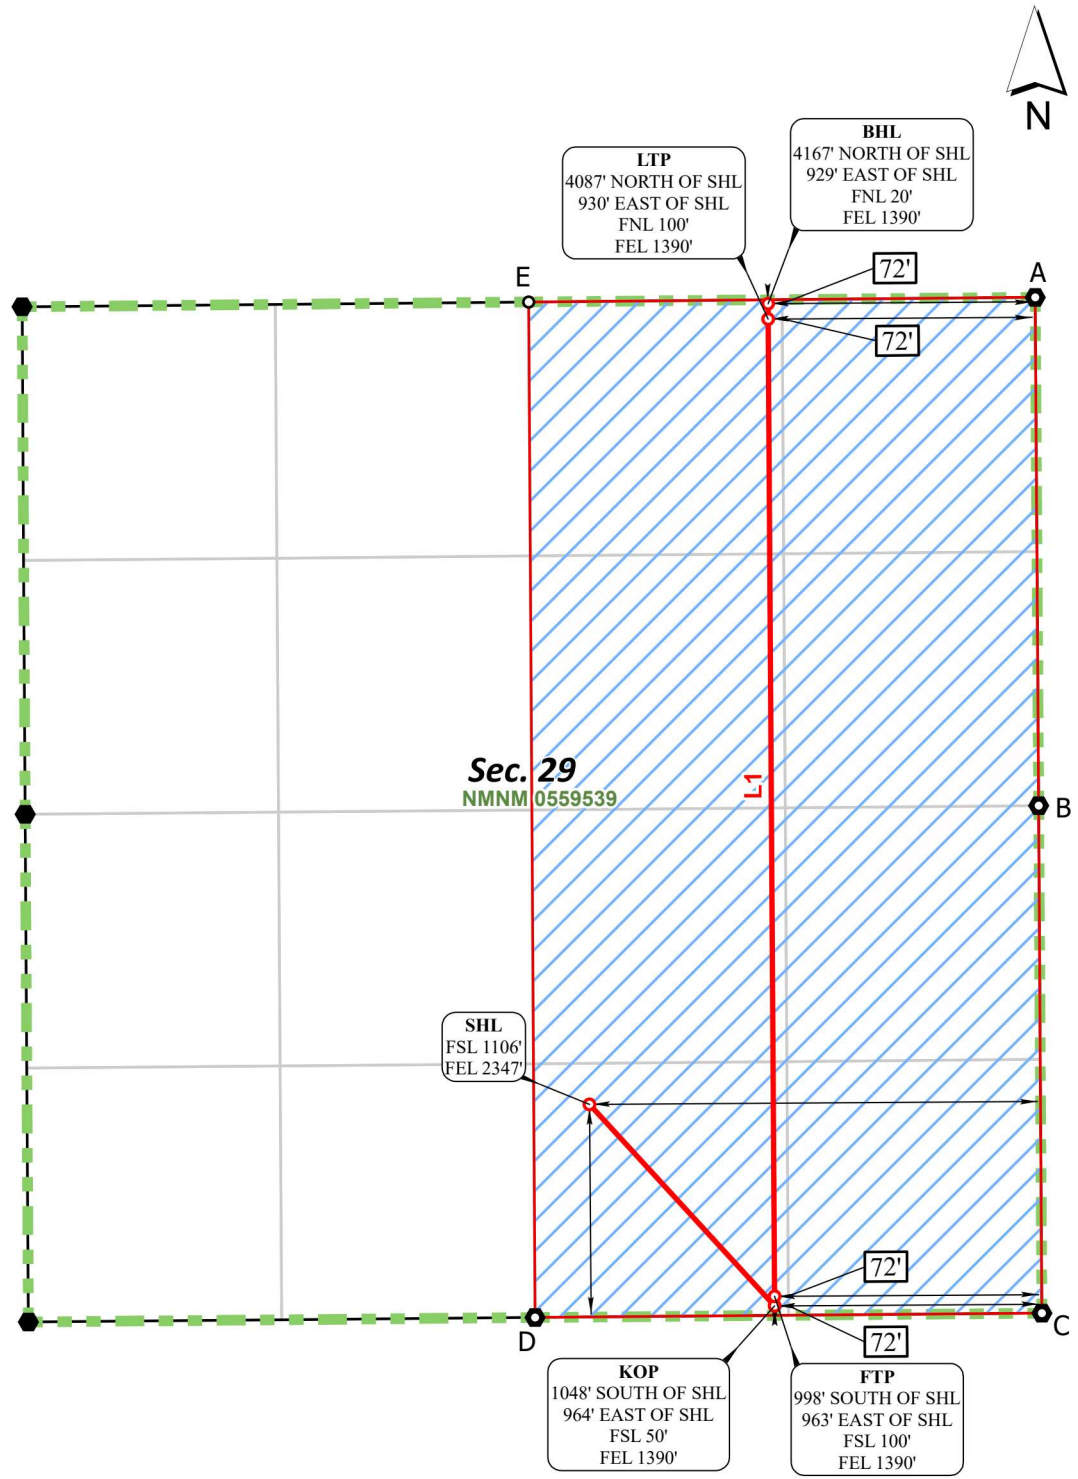 N
BHL
4167' NORTH OF SHL
929' EAST OF SHL
FNL 20'
FEL 1390'
LTP
4087' NORTH OF SHL
930' EAST OF SHL
FNL 100'
FEL 1390'
E
72'
A
72'
Sec. 29
NMNM 0559539
L1
B
SHL
FSL 1106'
FEL 2347'
72'
D
72'
C
KOP
1048' SOUTH OF SHL
964' EAST OF SHL
FSL 50'
FEL 1390'
FTP
998' SOUTH OF SHL
963' EAST OF SHL
FSL 100'
FEL 1390'